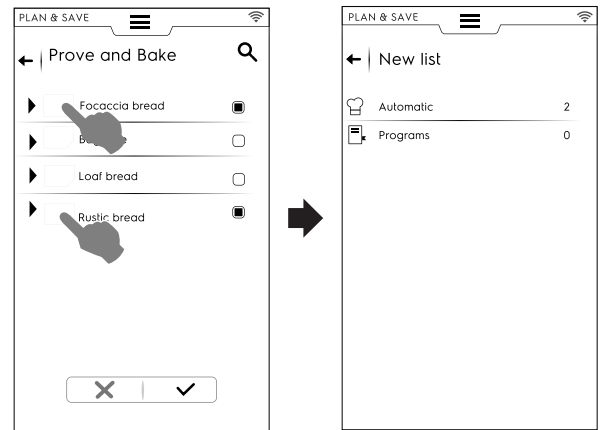 PLAN & SAVE
Prove and Bake
Focaccia bread
Loaf bread
Rustic bread
PLAN & SAVE
New list
Automatic 2
Programs 0